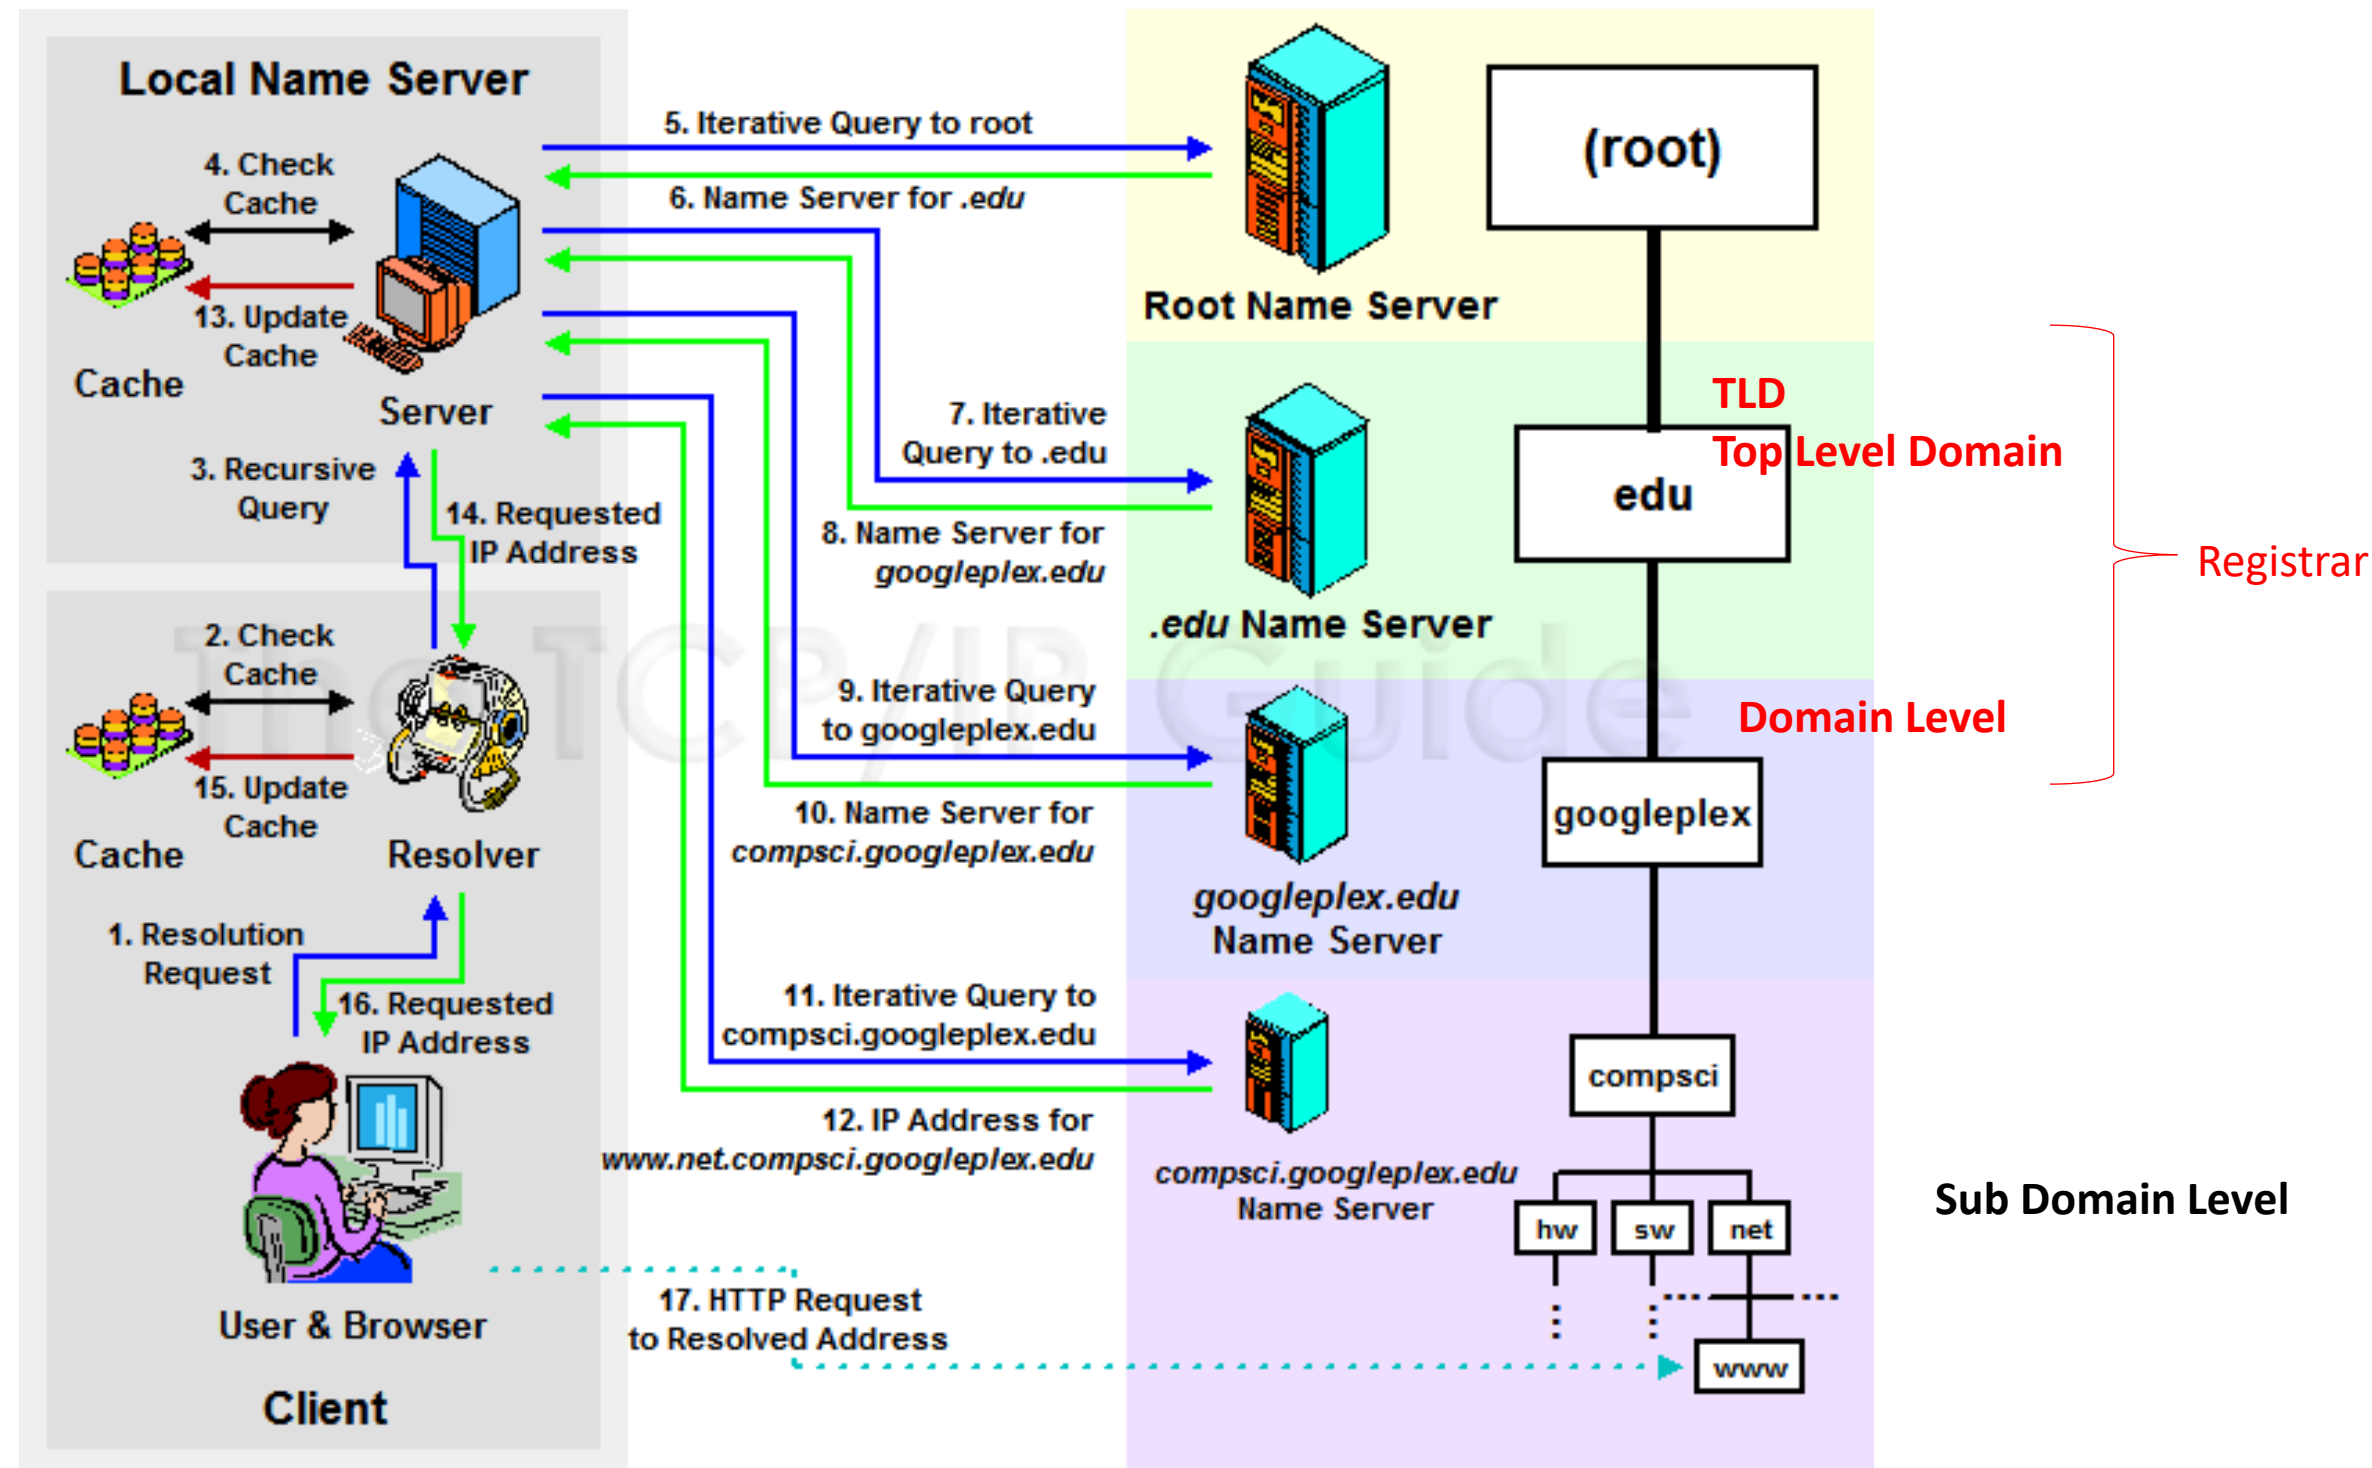 Local Name Server
4. Check
Cache
13. Update
Cache
Cache
Server
3. Recursive
Query
14. Requested
IP Address
2. Check
Cache
15. Update
Cache
Cache
Resolver
1. Resolution
Request
16. Requested
IP Address
User & Browser
Client
5. Iterative Query to root
6. Name Server for .edu
7. Iterative
Query to .edu
8. Name Server for
googleplex.edu
9. Iterative Query
to googleplex.edu
10. Name Server for
compsci.googleplex.edu
11. Iterative Query to
compsci.googleplex.edu
12. IP Address for
www.net.compsci.googleplex.edu
17. HTTP Request
to Resolved Address
The TCP/IP Guide
Root Name Server
.edu Name Server
googleplex.edu
Name Server
compsci.googleplex.edu
Name Server
(root)
TLD
Top Level Domain
edu
Registrar
Domain Level
googleplex
compsci
hw
sw
net
www
Sub Domain Level